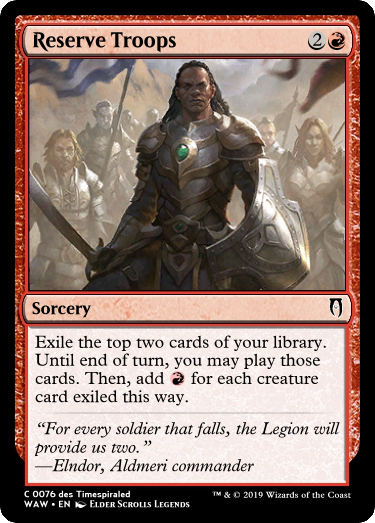 Reserve Troops 2
Sorcery
Exile the top two cards of your library.
Until end of turn, you may play those
cards. Then, add for each creature
card exiled this way.
“For every soldier that falls, the Legion will
provide us two.”
—Elndor, Aldmeri commander
C 0076 des Timespiraled
WAW • EN Elder Scrolls Legends
™ & © 2019 Wizards of the Coast